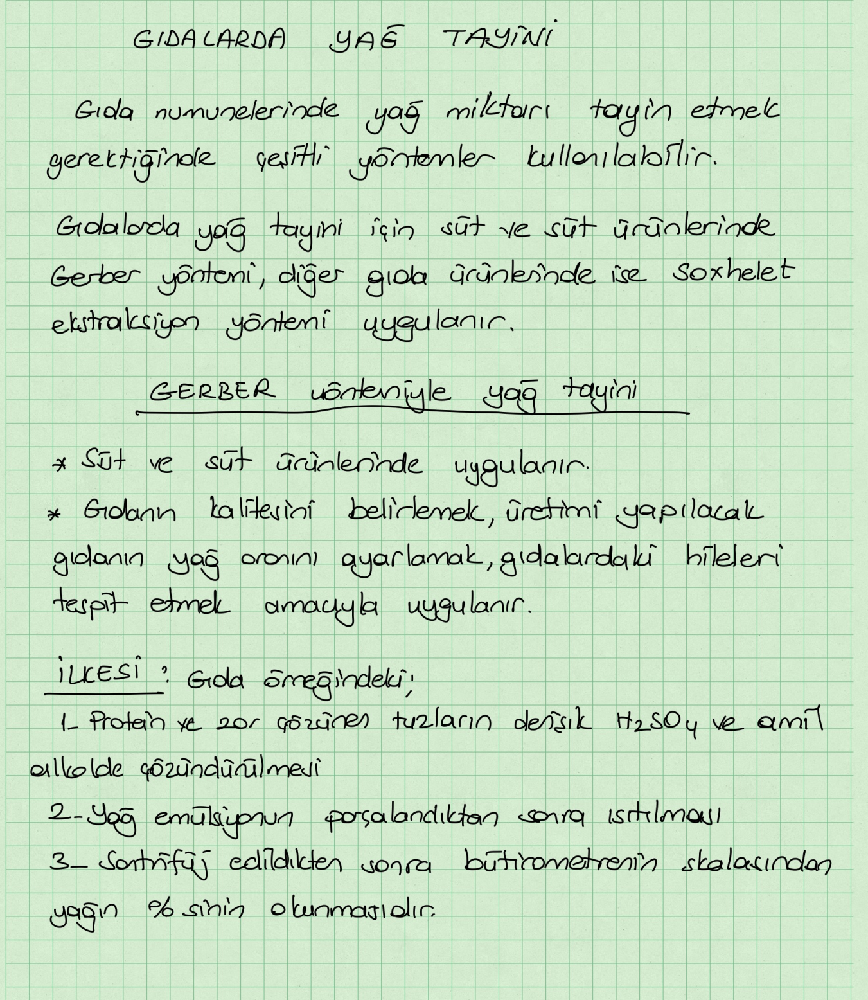 GIDALARDA YAĞ TAYİNİ
Gıda numunelerinde yağ miktarı tayin etmek
gerektiğinde çeşitli yöntemler kullanılabilir.
Gıdalarda yağ tayini için süt ve süt ürünlerinde
Gerber yöntemi, diğer gıda ürünlerinde ise soxhelet
ekstraksiyon yöntemi uygulanır.
GERBER yöntemiyle yağ tayini
* Süt ve süt ürünlerinde uygulanır.
* Gıdanın kalitesini belirlemek, üretimi yapılacak
gıdanın yağ oranını ayarlamak, gıdalardaki hileleri
tespit etmek amacıyla uygulanır.
İLKESİ : Gıda örneğindeki;
1- Protein ve zor çözünen tuzların derişik H₂SO₄ ve amil
alkolde çözündürülmesi
2- Yağ emülsiyonun parçalandıktan sonra ısıtılması
3- Santrifüj edildikten sonra bütirometrenin skalasından
yağın % sinin okunmasıdır.